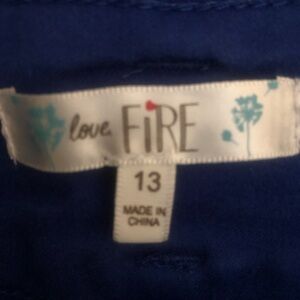 love, FiRE
13
MADE IN
CHINA